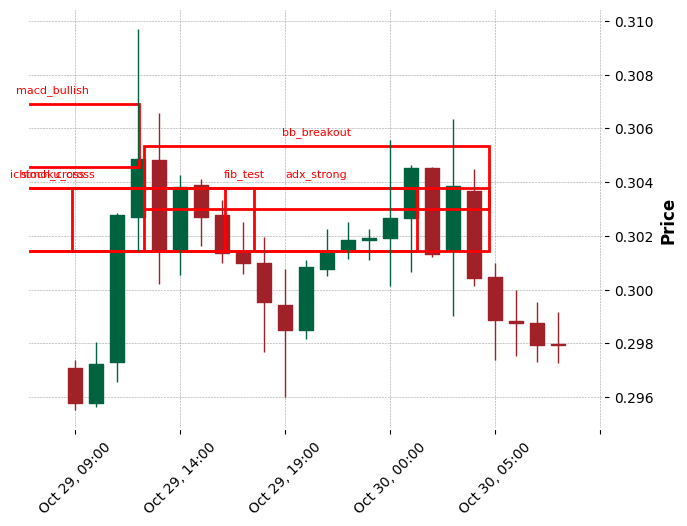 macd_bullish
bb_breakout
fib_test
adx_strong
0.310
0.308
0.306
0.304
0.302
0.300
0.298
0.296
Price
Oct 29, 09:00
Oct 29, 14:00
Oct 29, 19:00
Oct 30, 00:00
Oct 30, 05:00